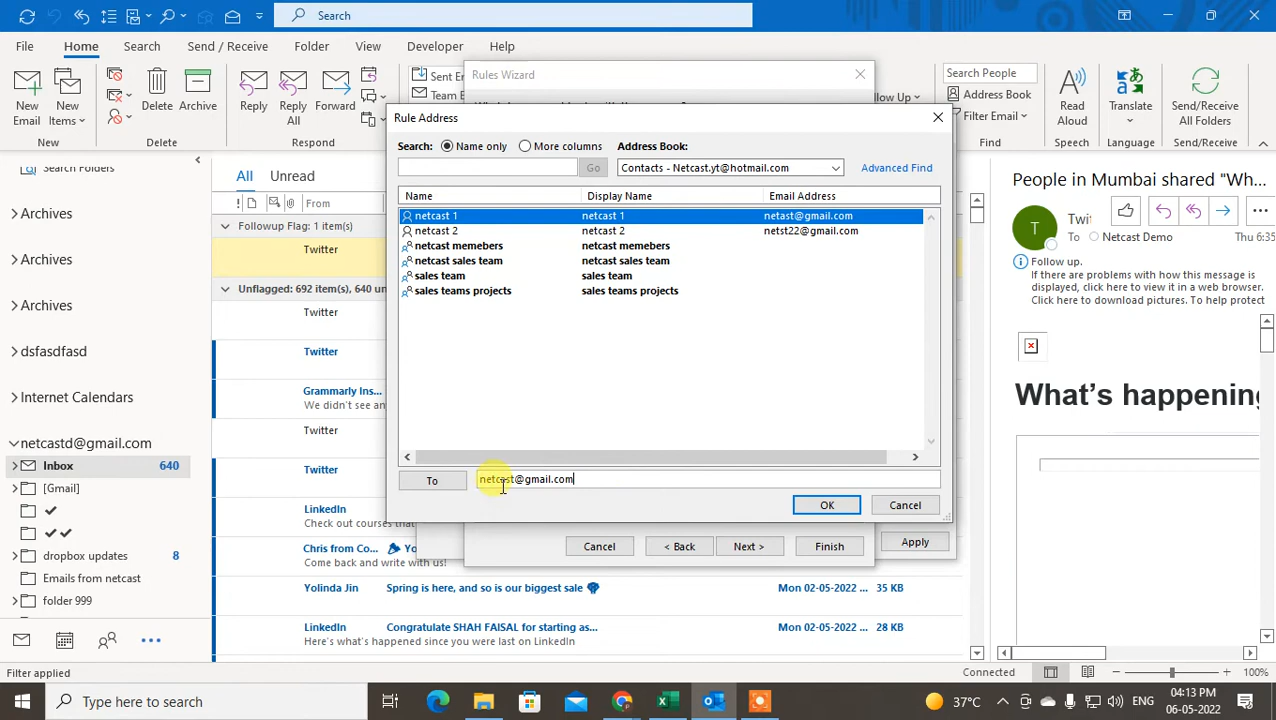 Search
File Home Search Send / Receive Folder View Developer Help
New Email
New Items
Delete Archive
Reply Reply All Forward
Sent E
Team E
New Delete Respond
Rules Wizard
low Up
Search People
Address Book
Filter Email
Find
Read Aloud
Speech
Translate
Language
Send/Receive All Folders
Send/Receive
Rule Address
Search: Name only More columns Address Book:
Go Contacts - Netcast.yt@hotmail.com Advanced Find
Name Display Name Email Address
netcast 1 netcast 1 netast@gmail.com
netcast 2 netcast 2 netst22@gmail.com
netcast memebers netcast memebers
netcast sales team netcast sales team
sales team sales team
sales teams projects sales teams projects
To netcast@gmail.com
OK Cancel
Cancel < Back Next > Finish Apply
Search Folders
Archives
Archives
Archives
dsfasdfasd
Internet Calendars
netcastd@gmail.com
Inbox 640
[Gmail]
dropbox updates 8
Emails from netcast
folder 999
All Unread
From
Followup Flag: 1 item(s)
Twitter
Unflagged: 692 item(s), 640 u
Twitter
Twitter
Grammarly Ins...
We didn't see an
Twitter
Twitter
LinkedIn
Check out courses that
Chris from Co... Yo
Come back and write with us!
Yolinda Jin Spring is here, and so is our biggest sale Mon 02-05-2022 ... 35 KB
LinkedIn Congratulate SHAH FAISAL for starting as... Mon 02-05-2022 ... 28 KB
Here's what's happened since you were last on LinkedIn
People in Mumbai shared "Wh...
T
Twit
To Netcast Demo Thu 6:35
Follow up.
If there are problems with how this message is
displayed, click here to view it in a web browser.
Click here to download pictures. To help protect
What's happening
Filter applied Connected 100%
Type here to search 37°C ENG 04:13 PM
06-05-2022